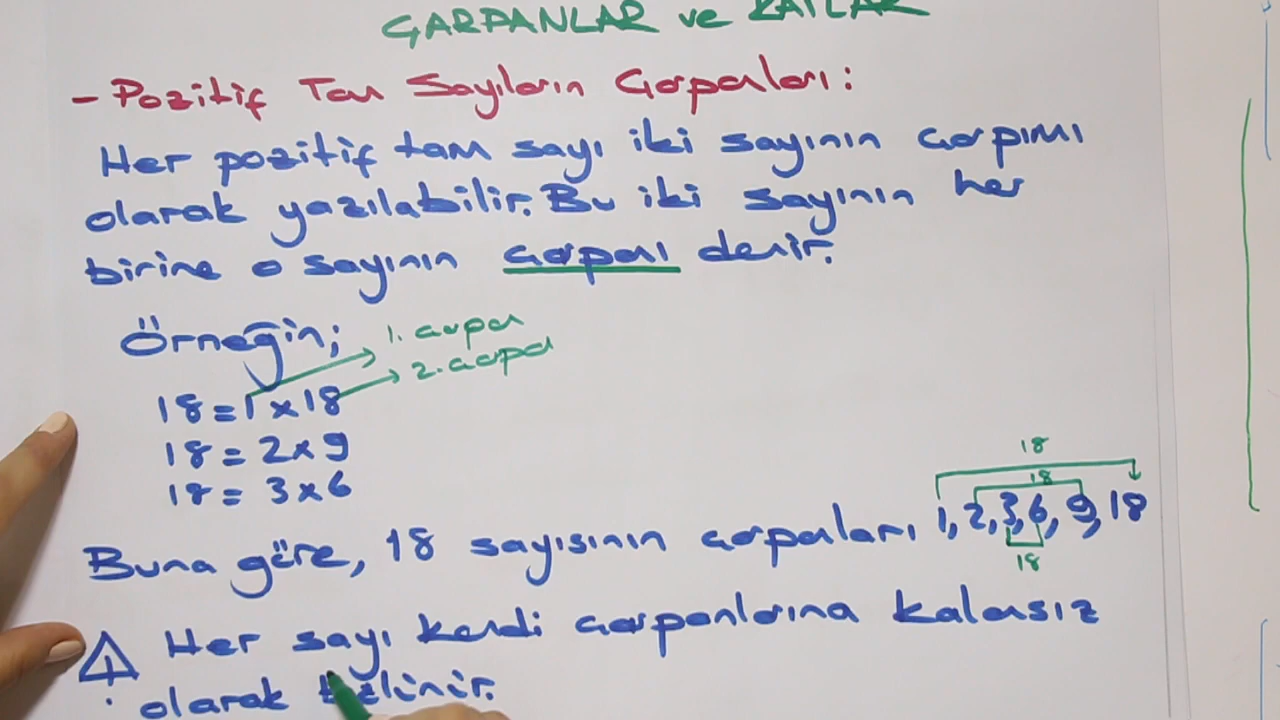 ÇARPANLAR ve KATLAR
- Pozitif Tam Sayıların Çarpanları:
Her pozitif tam sayı iki sayının çarpımı
olarak yazılabilir. Bu iki sayının her
birine o sayının çarpanı denir.
Örneğin;
1. çarpan
2. çarpan
18 = 1 x 18
18 = 2 x 9
18 = 3 x 6
18
18
Buna göre, 18 sayısının çarpanları 1, 2, 3, 6, 9, 18
18
Her sayı kendi çarpanlarına kalansız
olarak bölünir.